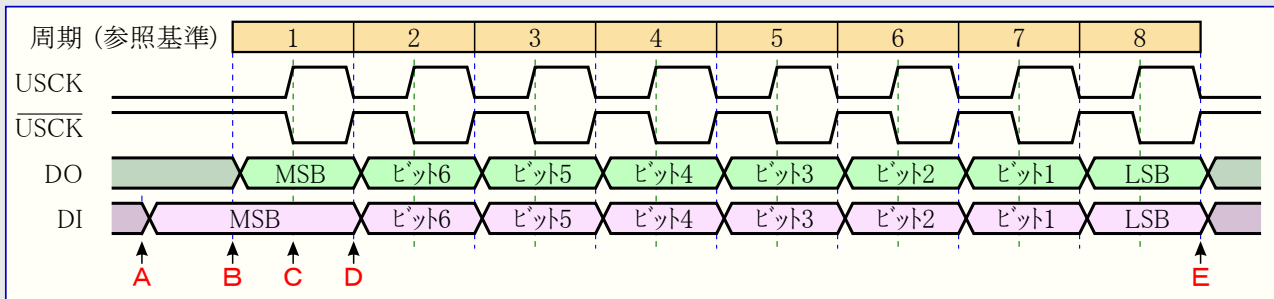 周期 (参照基準) 1 2 3 4 5 6 7 8
USCK
USCK
DO MSB ビット6 ビット5 ビット4 ビット3 ビット2 ビット1 LSB
DI MSB ビット6 ビット5 ビット4 ビット3 ビット2 ビット1 LSB
A B C D E